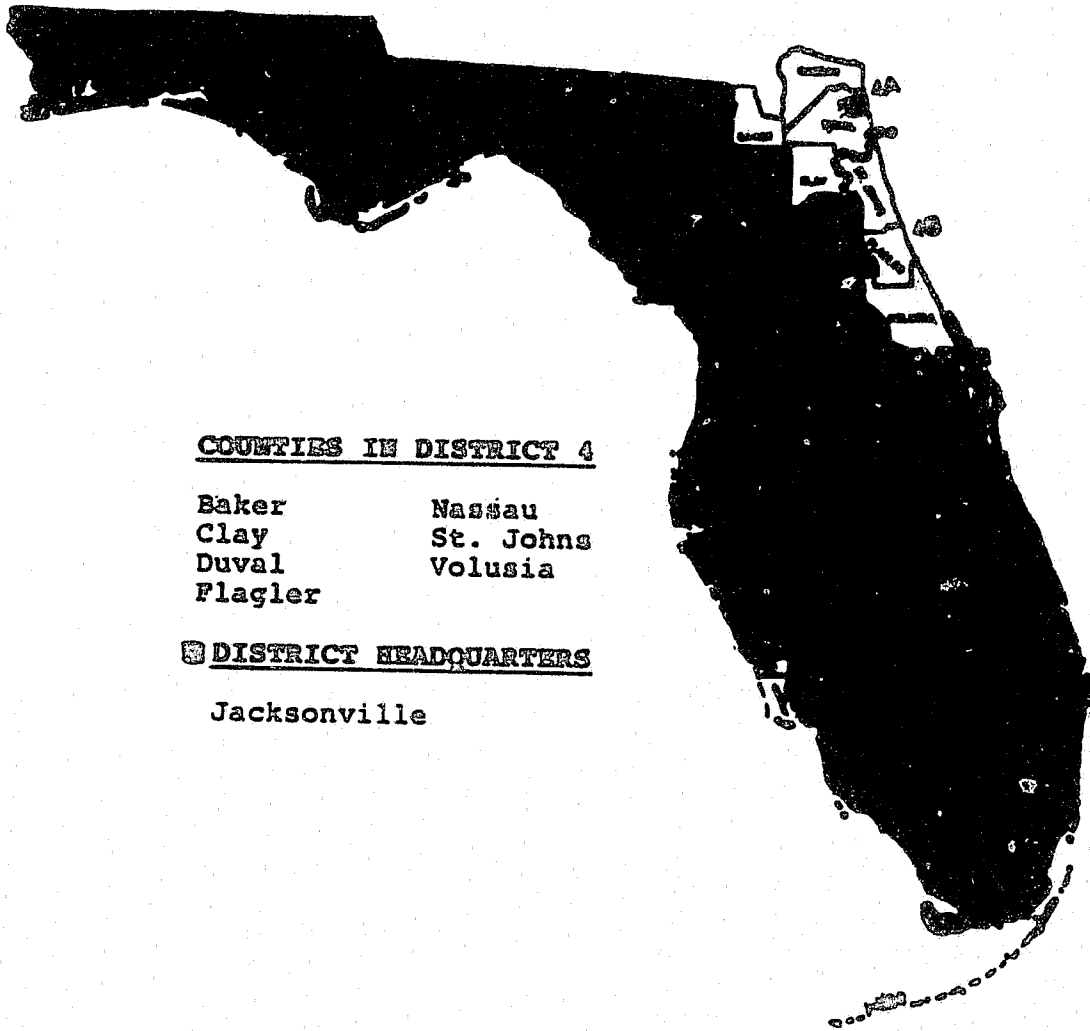 COUNTIES IN DISTRICT 4
Baker Nassau
Clay St. Johns
Duval Volusia
Flagler
DISTRICT HEADQUARTERS
Jacksonville